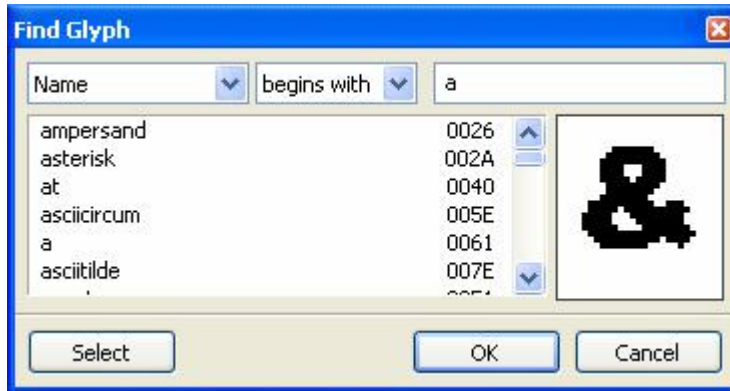 Find Glyph
Name begins with a
ampersand 0026
asterisk 002A
at 0040
asciicircum 005E
a 0061
asciitilde 007E
&
Select OK Cancel